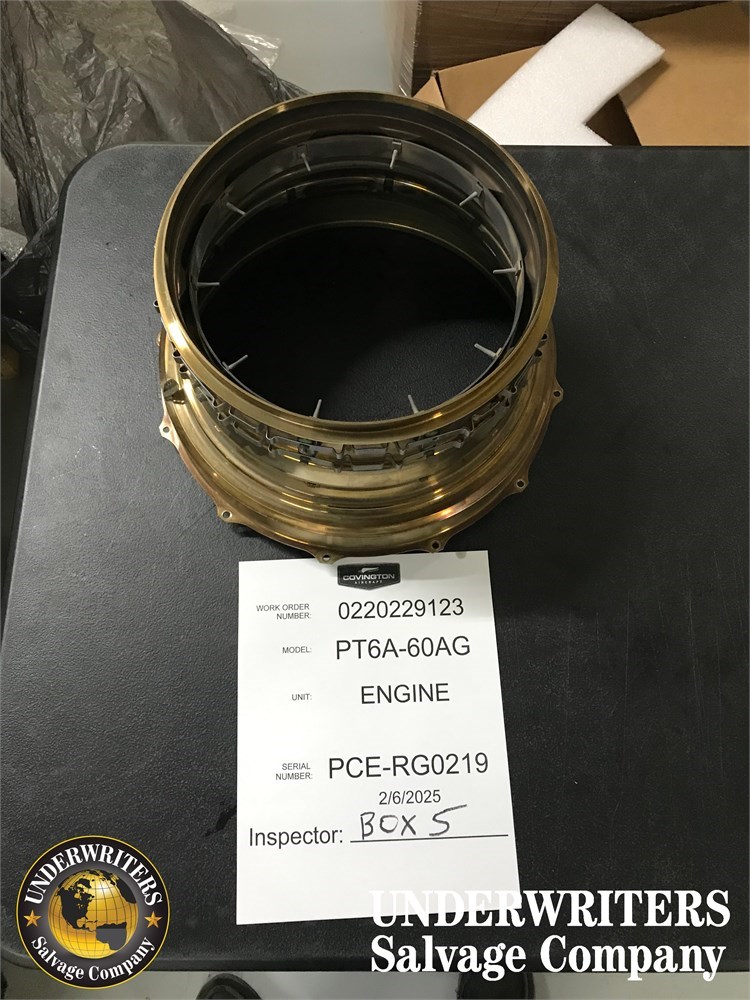 COVINGTON
AIRCRAFT
WORK ORDER NUMBER: 0220229123
MODEL: PT6A-60AG
UNIT: ENGINE
SERIAL NUMBER: PCE-RG0219
2/6/2025
Inspector: BOX 5
UNDERWRITERS
Salvage Company
UNDERWRITERS
Salvage Company